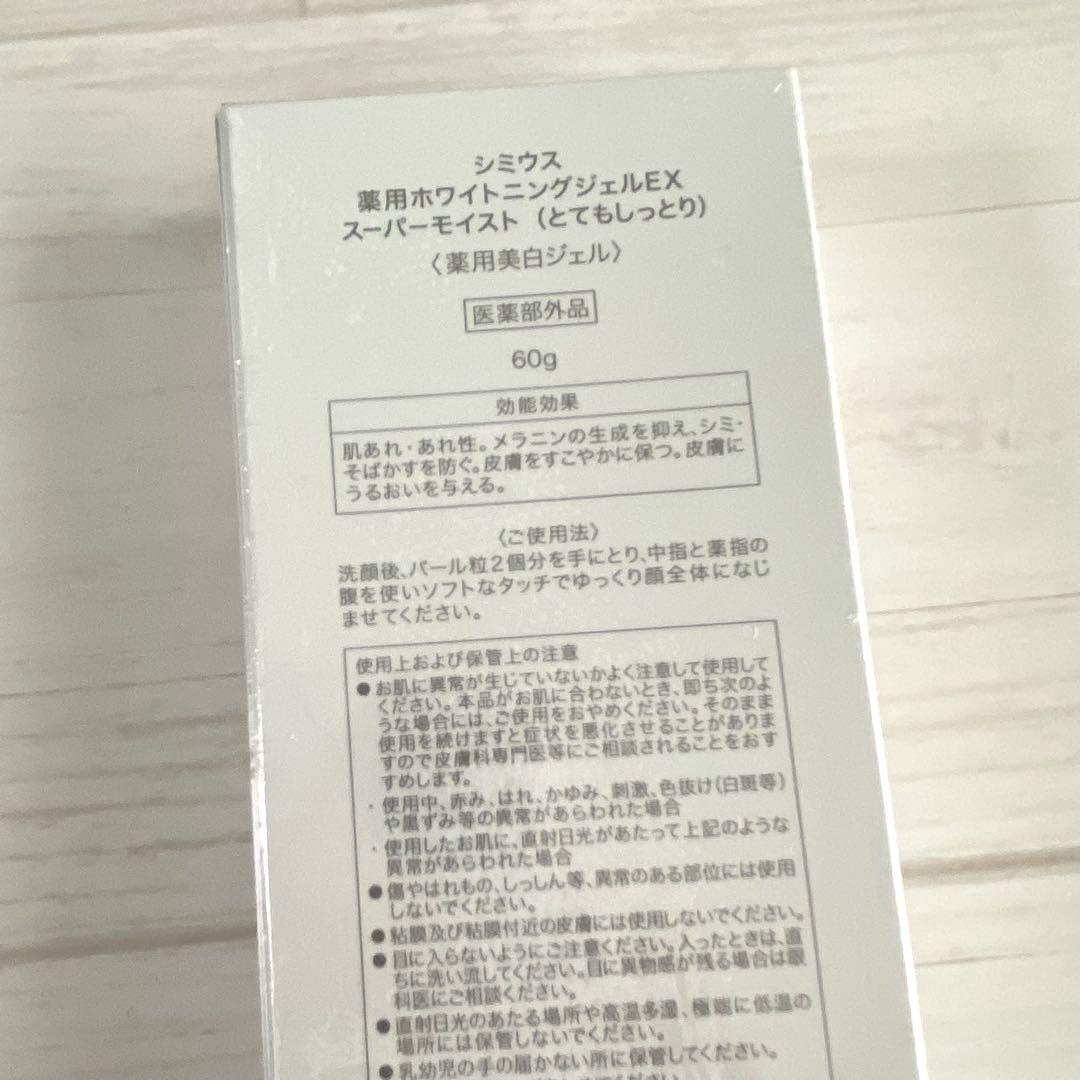 シミウス
薬用ホワイトニングジェルEX
スーパーモイスト（とてもしっとり）
〈薬用美白ジェル〉
医薬部外品
60g
効能効果
肌あれ・あれ性。メラニンの生成を抑え、シミ・
そばかすを防ぐ。皮膚をすこやかに保つ。皮膚に
うるおいを与える。
〈ご使用法〉
洗顔後、パール粒2個分を手にとり、中指と薬指の
腹を使いソフトなタッチでゆっくり顔全体になじ
ませてください。
使用上および保管上の注意
●お肌に異常が生じていないかよく注意して使用して
ください。本品がお肌に合わないとき、即ち次のよ
うな場合には、ご使用をおやめください。そのまま
使用を続けますと症状を悪化させることがありま
すので皮膚科専門医等にご相談されることをおす
すめします。
・使用中、赤み、はれ、かゆみ、刺激、色抜け（白斑等）
や黒ずみ等の異常があらわれた場合
・使用したお肌に、直射日光があたって上記のような
異常があらわれた場合
●傷やはれもの、しっしん等、異常のある部位には使用
しないでください。
●粘膜及び粘膜付近の皮膚には使用しないでください。
●目に入らないようにご注意ください。入ったときは、直
ちに洗い流してください。目に異物感が残る場合は眼
科医にご相談ください。
●直射日光のあたる場所や高温多湿、極端に低温の
場所には保管しないでください。
●乳幼児の手の届かない所に保管してください。